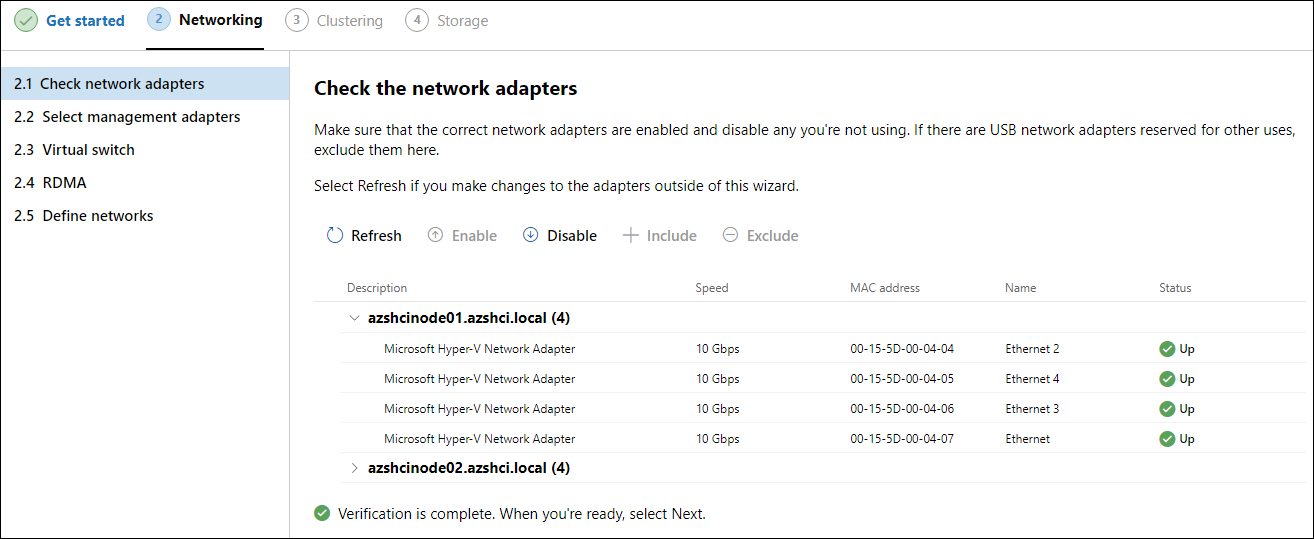 Get started 2 Networking 3 Clustering 4 Storage
2.1 Check network adapters
2.2 Select management adapters
2.3 Virtual switch
2.4 RDMA
2.5 Define networks
Check the network adapters
Make sure that the correct network adapters are enabled and disable any you're not using. If there are USB network adapters reserved for other uses,
exclude them here.
Select Refresh if you make changes to the adapters outside of this wizard.
Refresh Enable Disable Include Exclude
Description Speed MAC address Name Status
azshcinode01.azshci.local (4)
Microsoft Hyper-V Network Adapter 10 Gbps 00-15-5D-00-04-04 Ethernet 2 Up
Microsoft Hyper-V Network Adapter 10 Gbps 00-15-5D-00-04-05 Ethernet 4 Up
Microsoft Hyper-V Network Adapter 10 Gbps 00-15-5D-00-04-06 Ethernet 3 Up
Microsoft Hyper-V Network Adapter 10 Gbps 00-15-5D-00-04-07 Ethernet Up
azshcinode02.azshci.local (4)
Verification is complete. When you're ready, select Next.